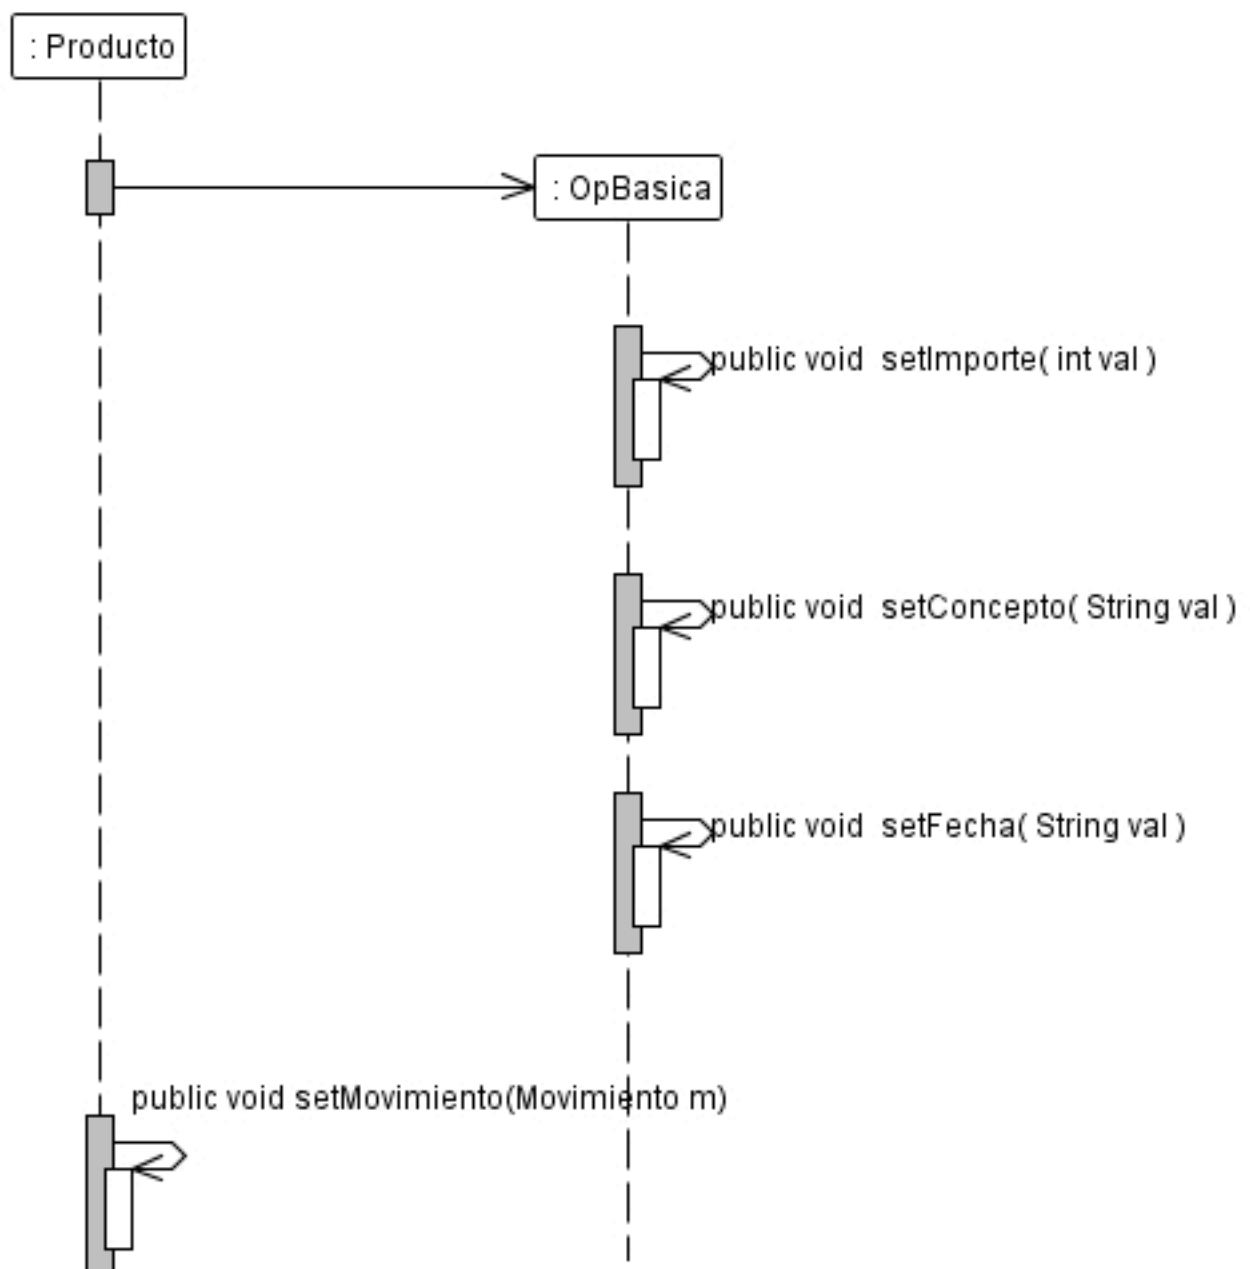 : Producto
: OpBasica
public void setImporte( int val )
public void setConcepto( String val )
public void setFecha( String val )
public void setMovimiento(Movimiento m)